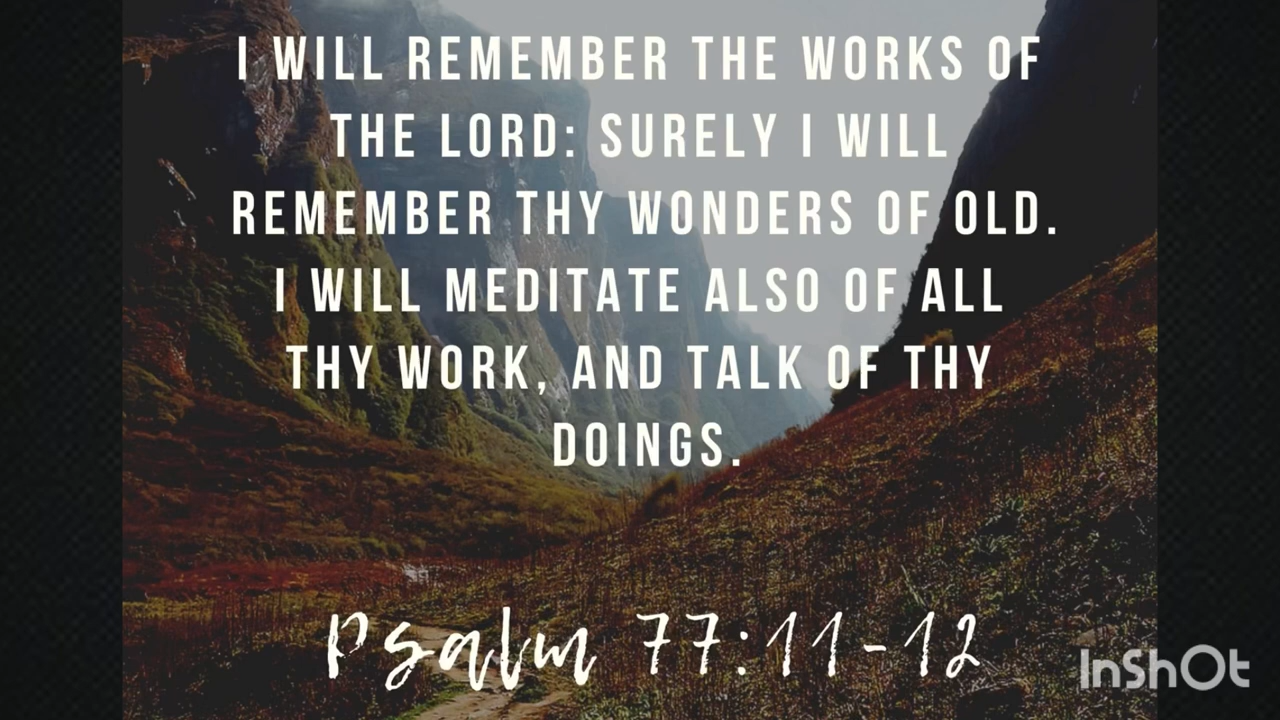 I WILL REMEMBER THE WORKS OF
THE LORD: SURELY I WILL
REMEMBER THY WONDERS OF OLD.
I WILL MEDITATE ALSO OF ALL
THY WORK, AND TALK OF THY
DOINGS.
Psalm 77:11-12
InShOt